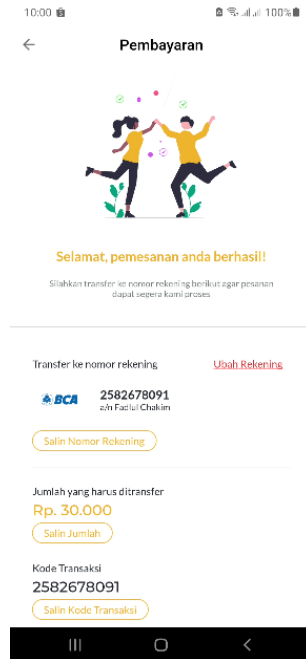 10:00
100%
Pembayaran
Selamat, pemesanan anda berhasil!
Silahkan transfer ke nomor rekening berikut agar pesanan
dapat segera kami proses
Transfer ke nomor rekening
Ubah Rekening
BCA
2582678091
a/n Fadlul Chakim
Salin Nomor Rekening
Jumlah yang harus ditransfer
Rp. 30.000
Salin Jumlah
Kode Transaksi
2582678091
Salin Kode Transaksi